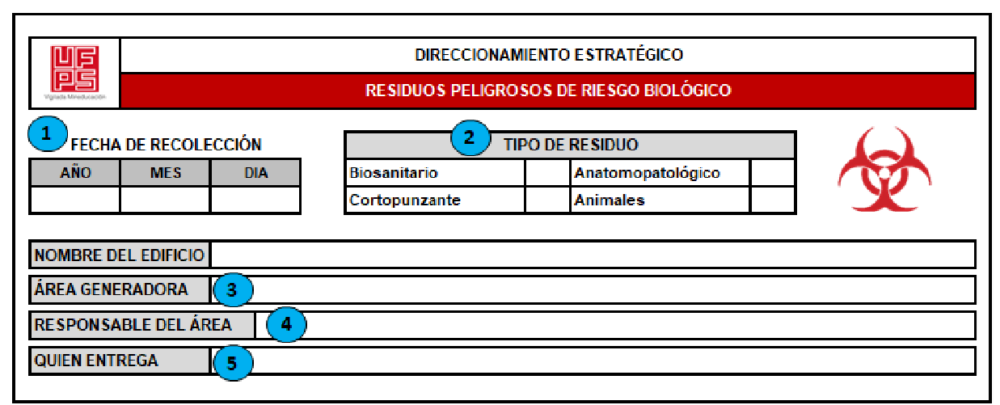 UFPS
Vigilada Mineducación
DIRECCIONAMIENTO ESTRATÉGICO
RESIDUOS PELIGROSOS DE RIESGO BIOLÓGICO
1 FECHA DE RECOLECCIÓN
AÑO MES DIA
2 TIPO DE RESIDUO
Biosanitario Anatomopatológico
Cortopunzante Animales
NOMBRE DEL EDIFICIO
ÁREA GENERADORA 3
RESPONSABLE DEL ÁREA 4
QUIEN ENTREGA 5